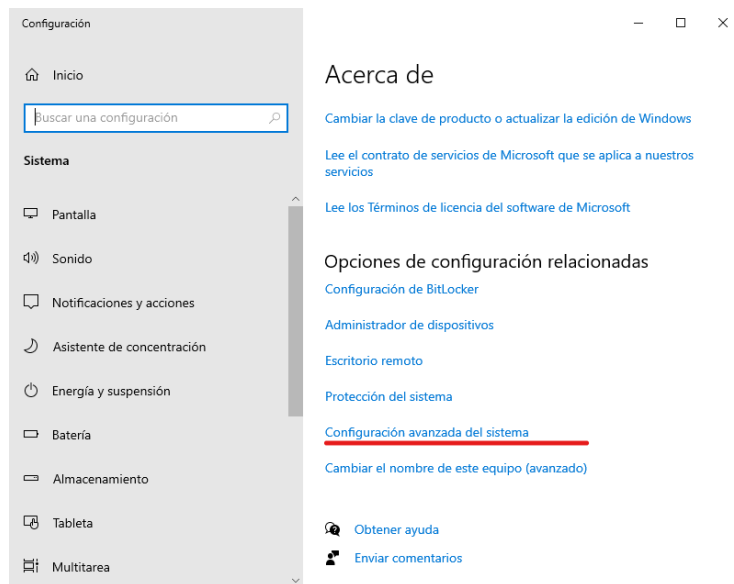 Configuración
Inicio
Buscar una configuración
Sistema
Pantalla
Sonido
Notificaciones y acciones
Asistente de concentración
Energía y suspensión
Batería
Almacenamiento
Tableta
Multitarea
Acerca de
Cambiar la clave de producto o actualizar la edición de Windows
Lee el contrato de servicios de Microsoft que se aplica a nuestros
servicios
Lee los Términos de licencia del software de Microsoft
Opciones de configuración relacionadas
Configuración de BitLocker
Administrador de dispositivos
Escritorio remoto
Protección del sistema
Configuración avanzada del sistema
Cambiar el nombre de este equipo (avanzado)
Obtener ayuda
Enviar comentarios